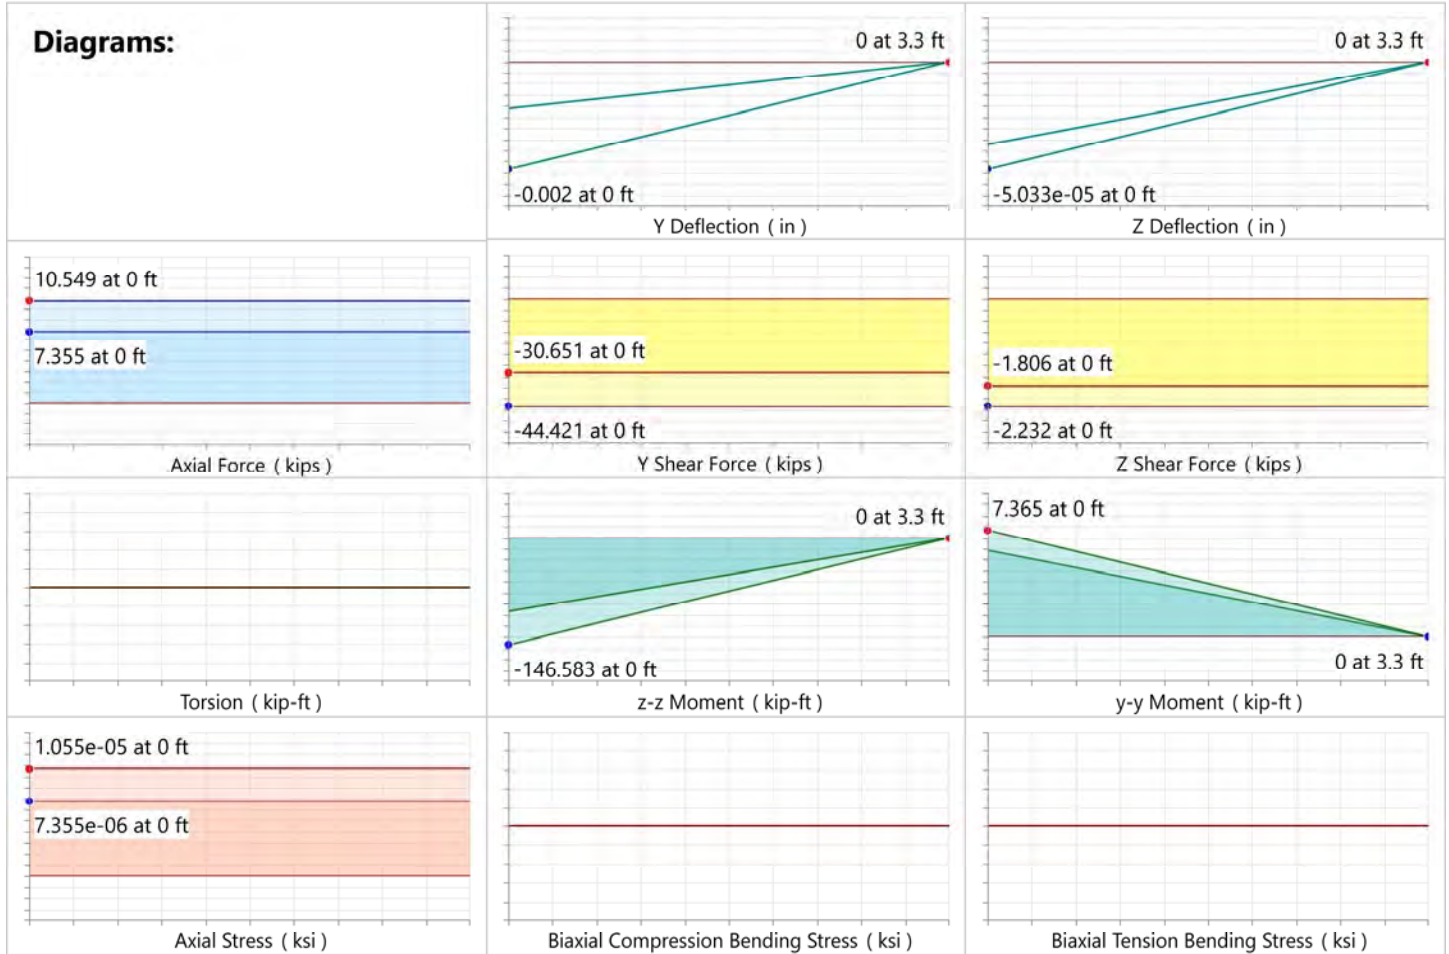 Diagrams:
0 at 3.3 ft
-0.002 at 0 ft
Y Deflection ( in )
0 at 3.3 ft
-5.033e-05 at 0 ft
Z Deflection ( in )
10.549 at 0 ft
7.355 at 0 ft
Axial Force ( kips )
-30.651 at 0 ft
-44.421 at 0 ft
Y Shear Force ( kips )
-1.806 at 0 ft
-2.232 at 0 ft
Z Shear Force ( kips )
Torsion ( kip-ft )
0 at 3.3 ft
-146.583 at 0 ft
z-z Moment ( kip-ft )
7.365 at 0 ft
0 at 3.3 ft
y-y Moment ( kip-ft )
1.055e-05 at 0 ft
7.355e-06 at 0 ft
Axial Stress ( ksi )
Biaxial Compression Bending Stress ( ksi )
Biaxial Tension Bending Stress ( ksi )